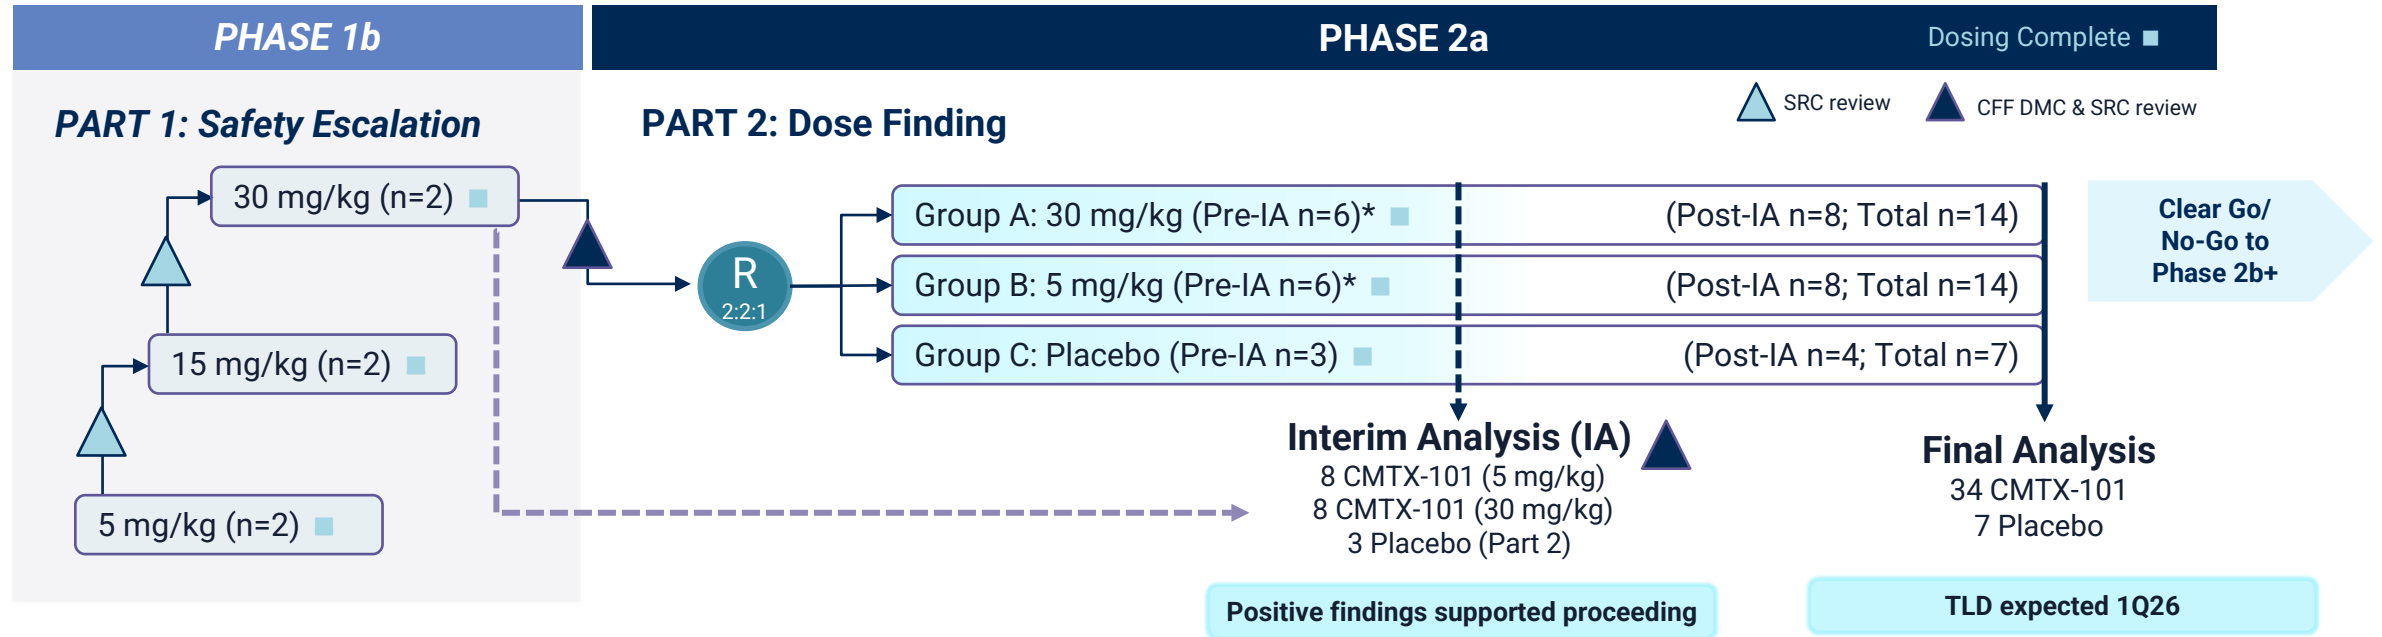 PHASE 1b
PHASE 2a
Dosing Complete
SRC review
CFF DMC & SRC review
PART 1: Safety Escalation
PART 2: Dose Finding
30 mg/kg (n=2)
15 mg/kg (n=2)
5 mg/kg (n=2)
R
2:2:1
Group A: 30 mg/kg (Pre-IA n=6)*
(Post-IA n=8; Total n=14)
Group B: 5 mg/kg (Pre-IA n=6)*
(Post-IA n=8; Total n=14)
Group C: Placebo (Pre-IA n=3)
(Post-IA n=4; Total n=7)
Clear Go/
No-Go to
Phase 2b+
Interim Analysis (IA)
8 CMTX-101 (5 mg/kg)
8 CMTX-101 (30 mg/kg)
3 Placebo (Part 2)
Positive findings supported proceeding
Final Analysis
34 CMTX-101
7 Placebo
TLD expected 1Q26